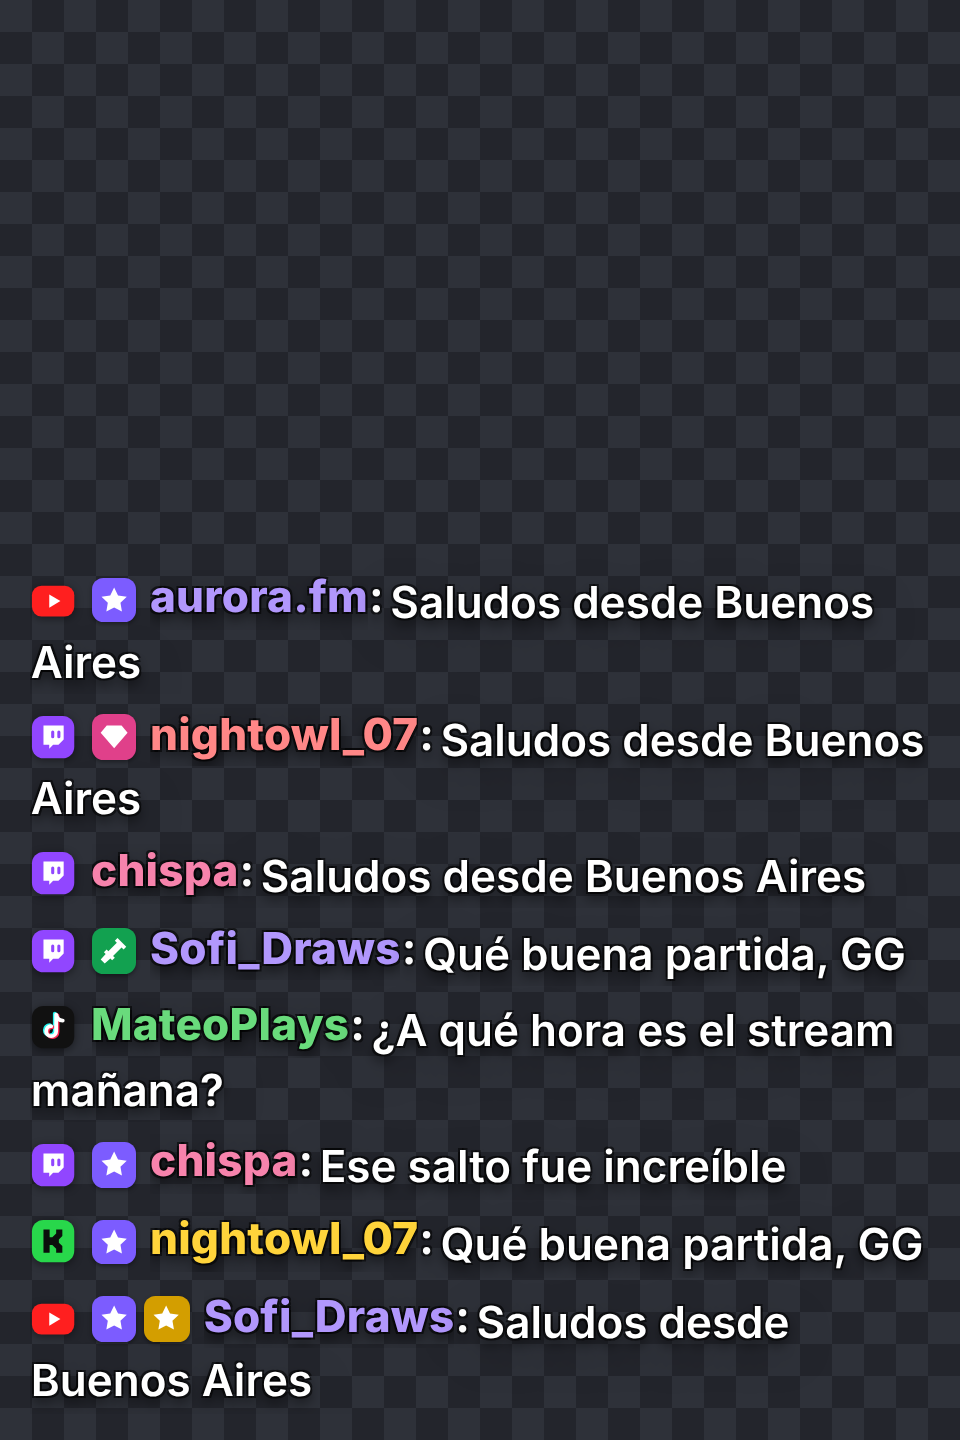 aurora.fm: Saludos desde Buenos
Aires
nightowl_07: Saludos desde Buenos
Aires
chispa: Saludos desde Buenos Aires
Sofi_Draws: Qué buena partida, GG
MateoPlays: ¿A qué hora es el stream
mañana?
chispa: Ese salto fue increíble
nightowl_07: Qué buena partida, GG
Sofi_Draws: Saludos desde
Buenos Aires